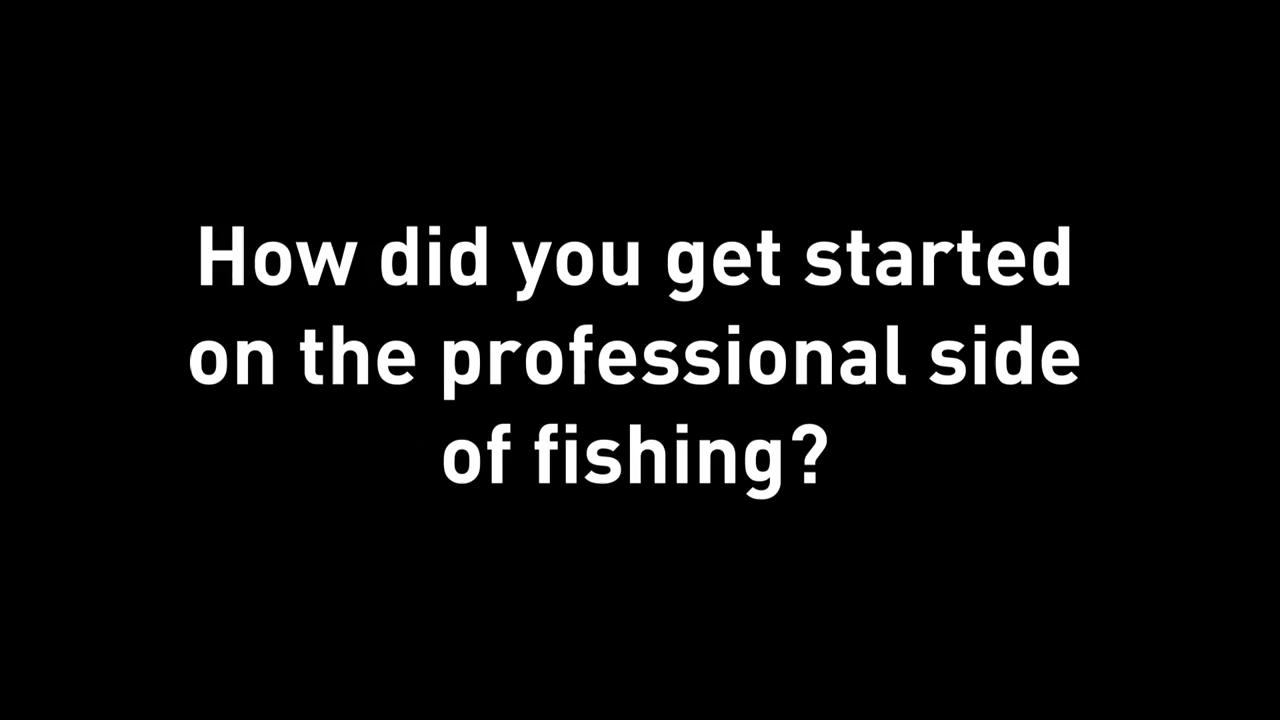 How did you get started
on the professional side
of fishing?